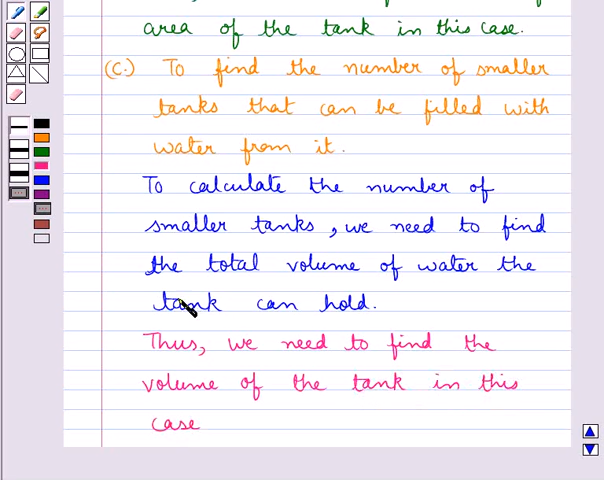 area of the tank in this case.
(C.) To find the number of smaller
tanks that can be filled with
water from it.
To calculate the number of
smaller tanks, we need to find
the total volume of water the
tank can hold.
Thus, we need to find the
volume of the tank in this
case